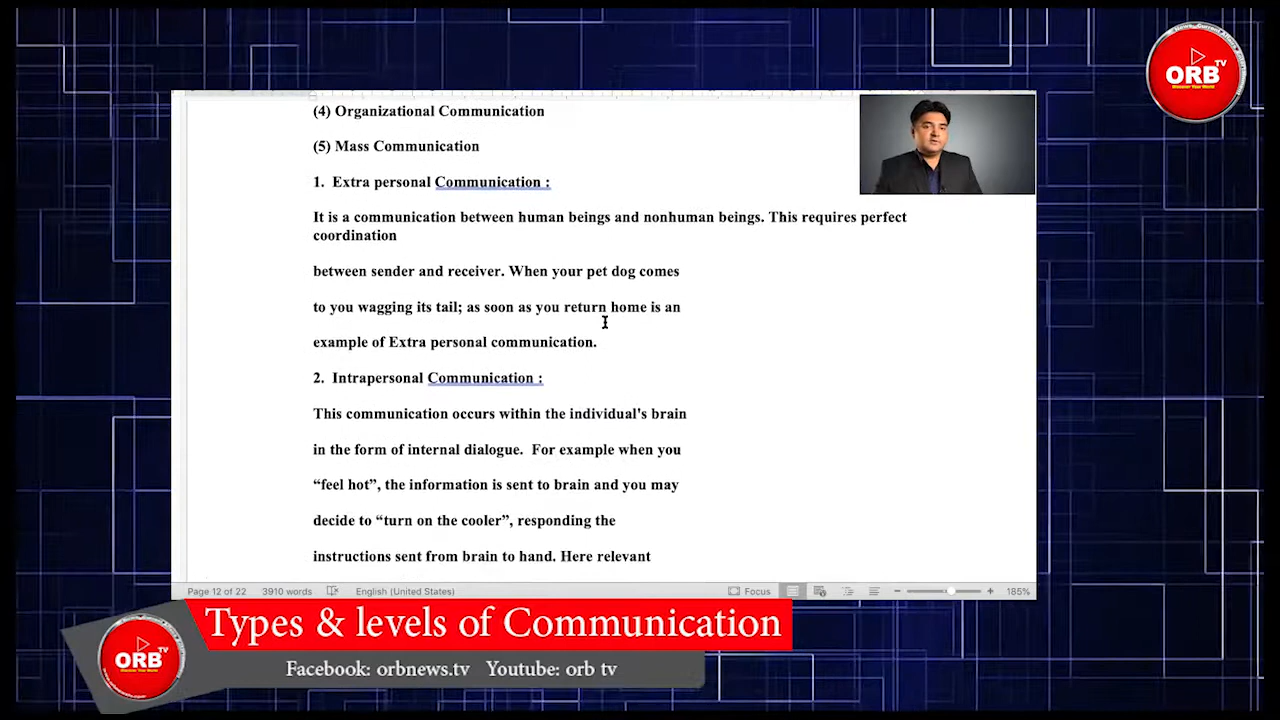 (4) Organizational Communication
(5) Mass Communication
1. Extra personal Communication :
It is a communication between human beings and nonhuman beings. This requires perfect
coordination
between sender and receiver. When your pet dog comes
to you wagging its tail; as soon as you return home is an
example of Extra personal communication.
2. Intrapersonal Communication :
This communication occurs within the individual's brain
in the form of internal dialogue. For example when you
“feel hot”, the information is sent to brain and you may
decide to “turn on the cooler”, responding the
instructions sent from brain to hand. Here relevant
Page 12 of 22 3910 words English (United States) Focus 185%
ORB TV
Discover Your World
Types & levels of Communication
Facebook: orbnews.tv Youtube: orb tv
ORB TV